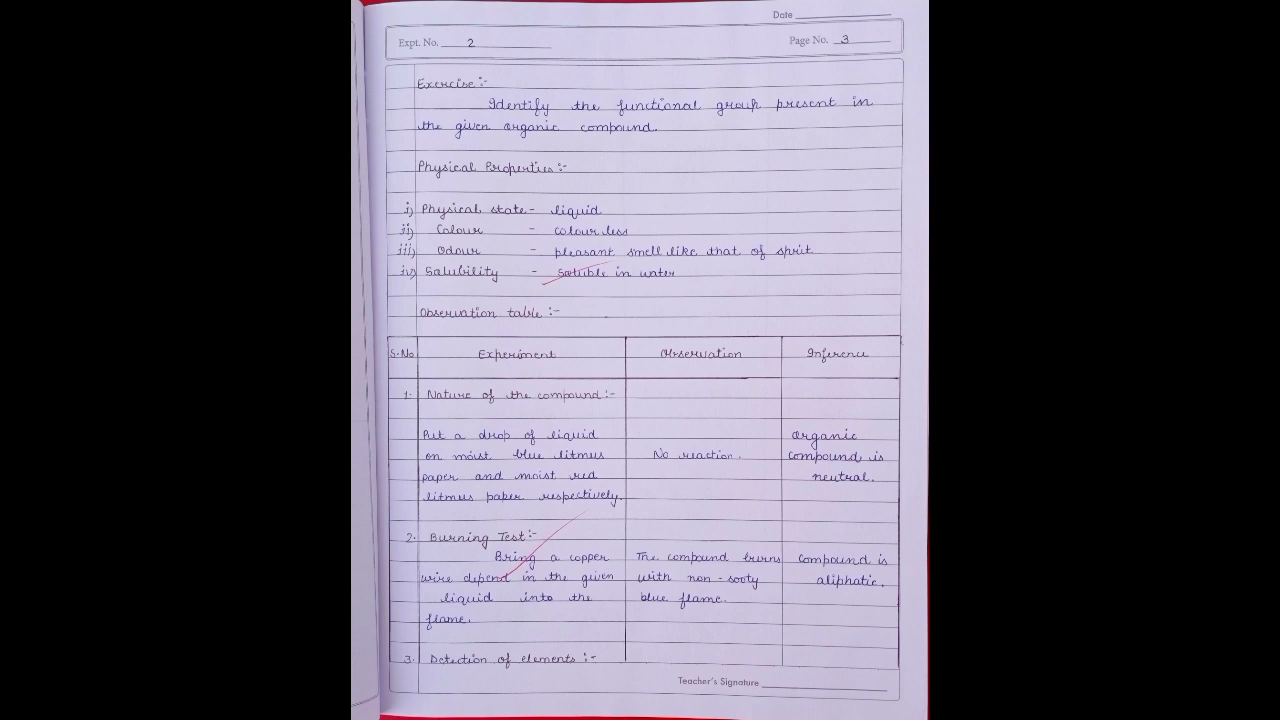 Date
Expt. No. 2
Page No. 3
Exercise:-
Identify the functional group present in
the given organic compound.
Physical Properties:-
i) Physical state - liquid
ii) Colour - colourless
iii) Odour - pleasant smell like that of sprit
iv) Solubility - soluble in water
Observation table:-
S.No Experiment Observation Inference
1. Nature of the compound:-
Put a drop of liquid
on moist blue litmus
paper and moist red
litmus paper respectively.
No reaction.
organic
compound is
neutral.
2. Burning Test:-
Bring a copper
wire depend in the given
liquid into the
flame.
The compound burns
with non-sooty
blue flame.
compound is
aliphatic.
3. Detection of elements:-
Teacher's Signature